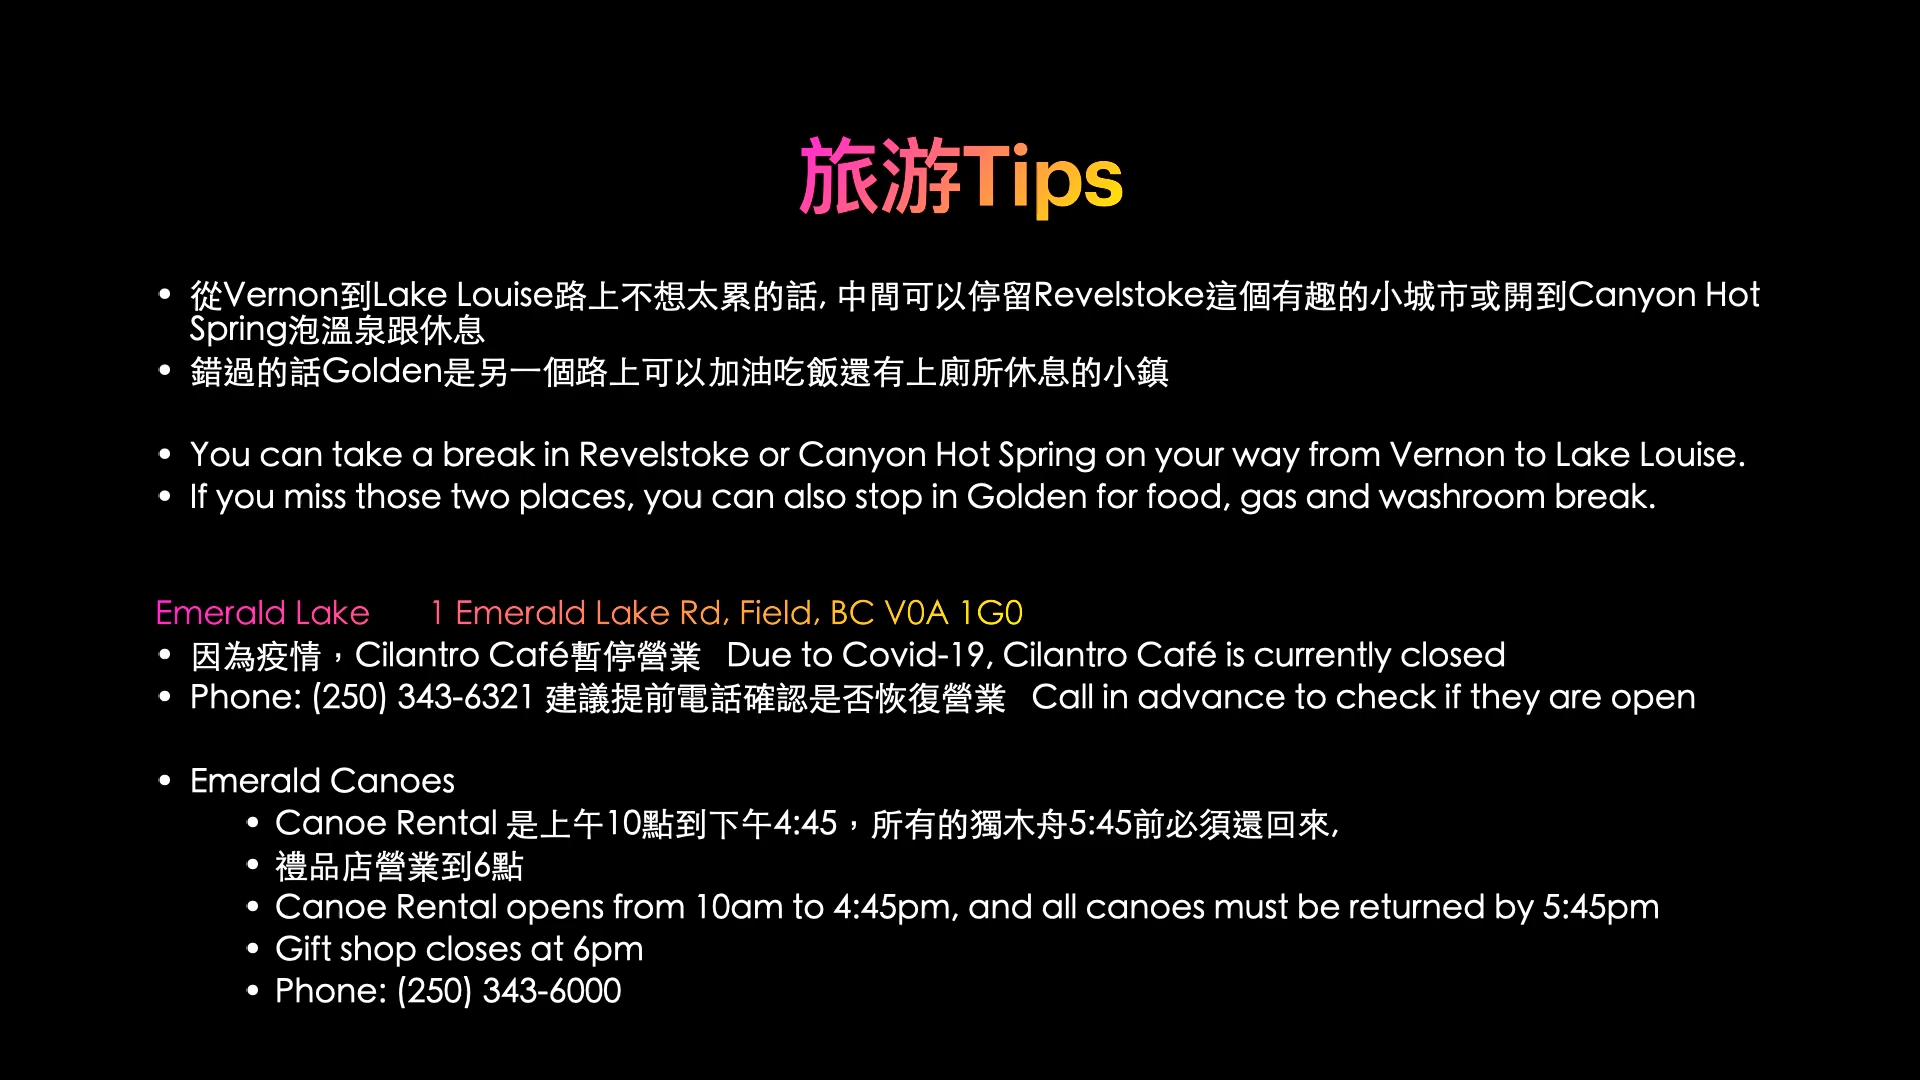 旅游Tips
• 從Vernon到Lake Louise路上不想太累的話, 中間可以停留Revelstoke這個有趣的小城市或開到Canyon Hot
Spring泡溫泉跟休息
• 錯過的話Golden是另一個路上可以加油吃飯還有上廁所休息的小鎮
• You can take a break in Revelstoke or Canyon Hot Spring on your way from Vernon to Lake Louise.
• If you miss those two places, you can also stop in Golden for food, gas and washroom break.
Emerald Lake 1 Emerald Lake Rd, Field, BC V0A 1G0
• 因為疫情，Cilantro Café暫停營業 Due to Covid-19, Cilantro Café is currently closed
• Phone: (250) 343-6321 建議提前電話確認是否恢復營業 Call in advance to check if they are open
• Emerald Canoes
• Canoe Rental 是上午10點到下午4:45，所有的獨木舟5:45前必須還回來,
• 禮品店營業到6點
• Canoe Rental opens from 10am to 4:45pm, and all canoes must be returned by 5:45pm
• Gift shop closes at 6pm
• Phone: (250) 343-6000